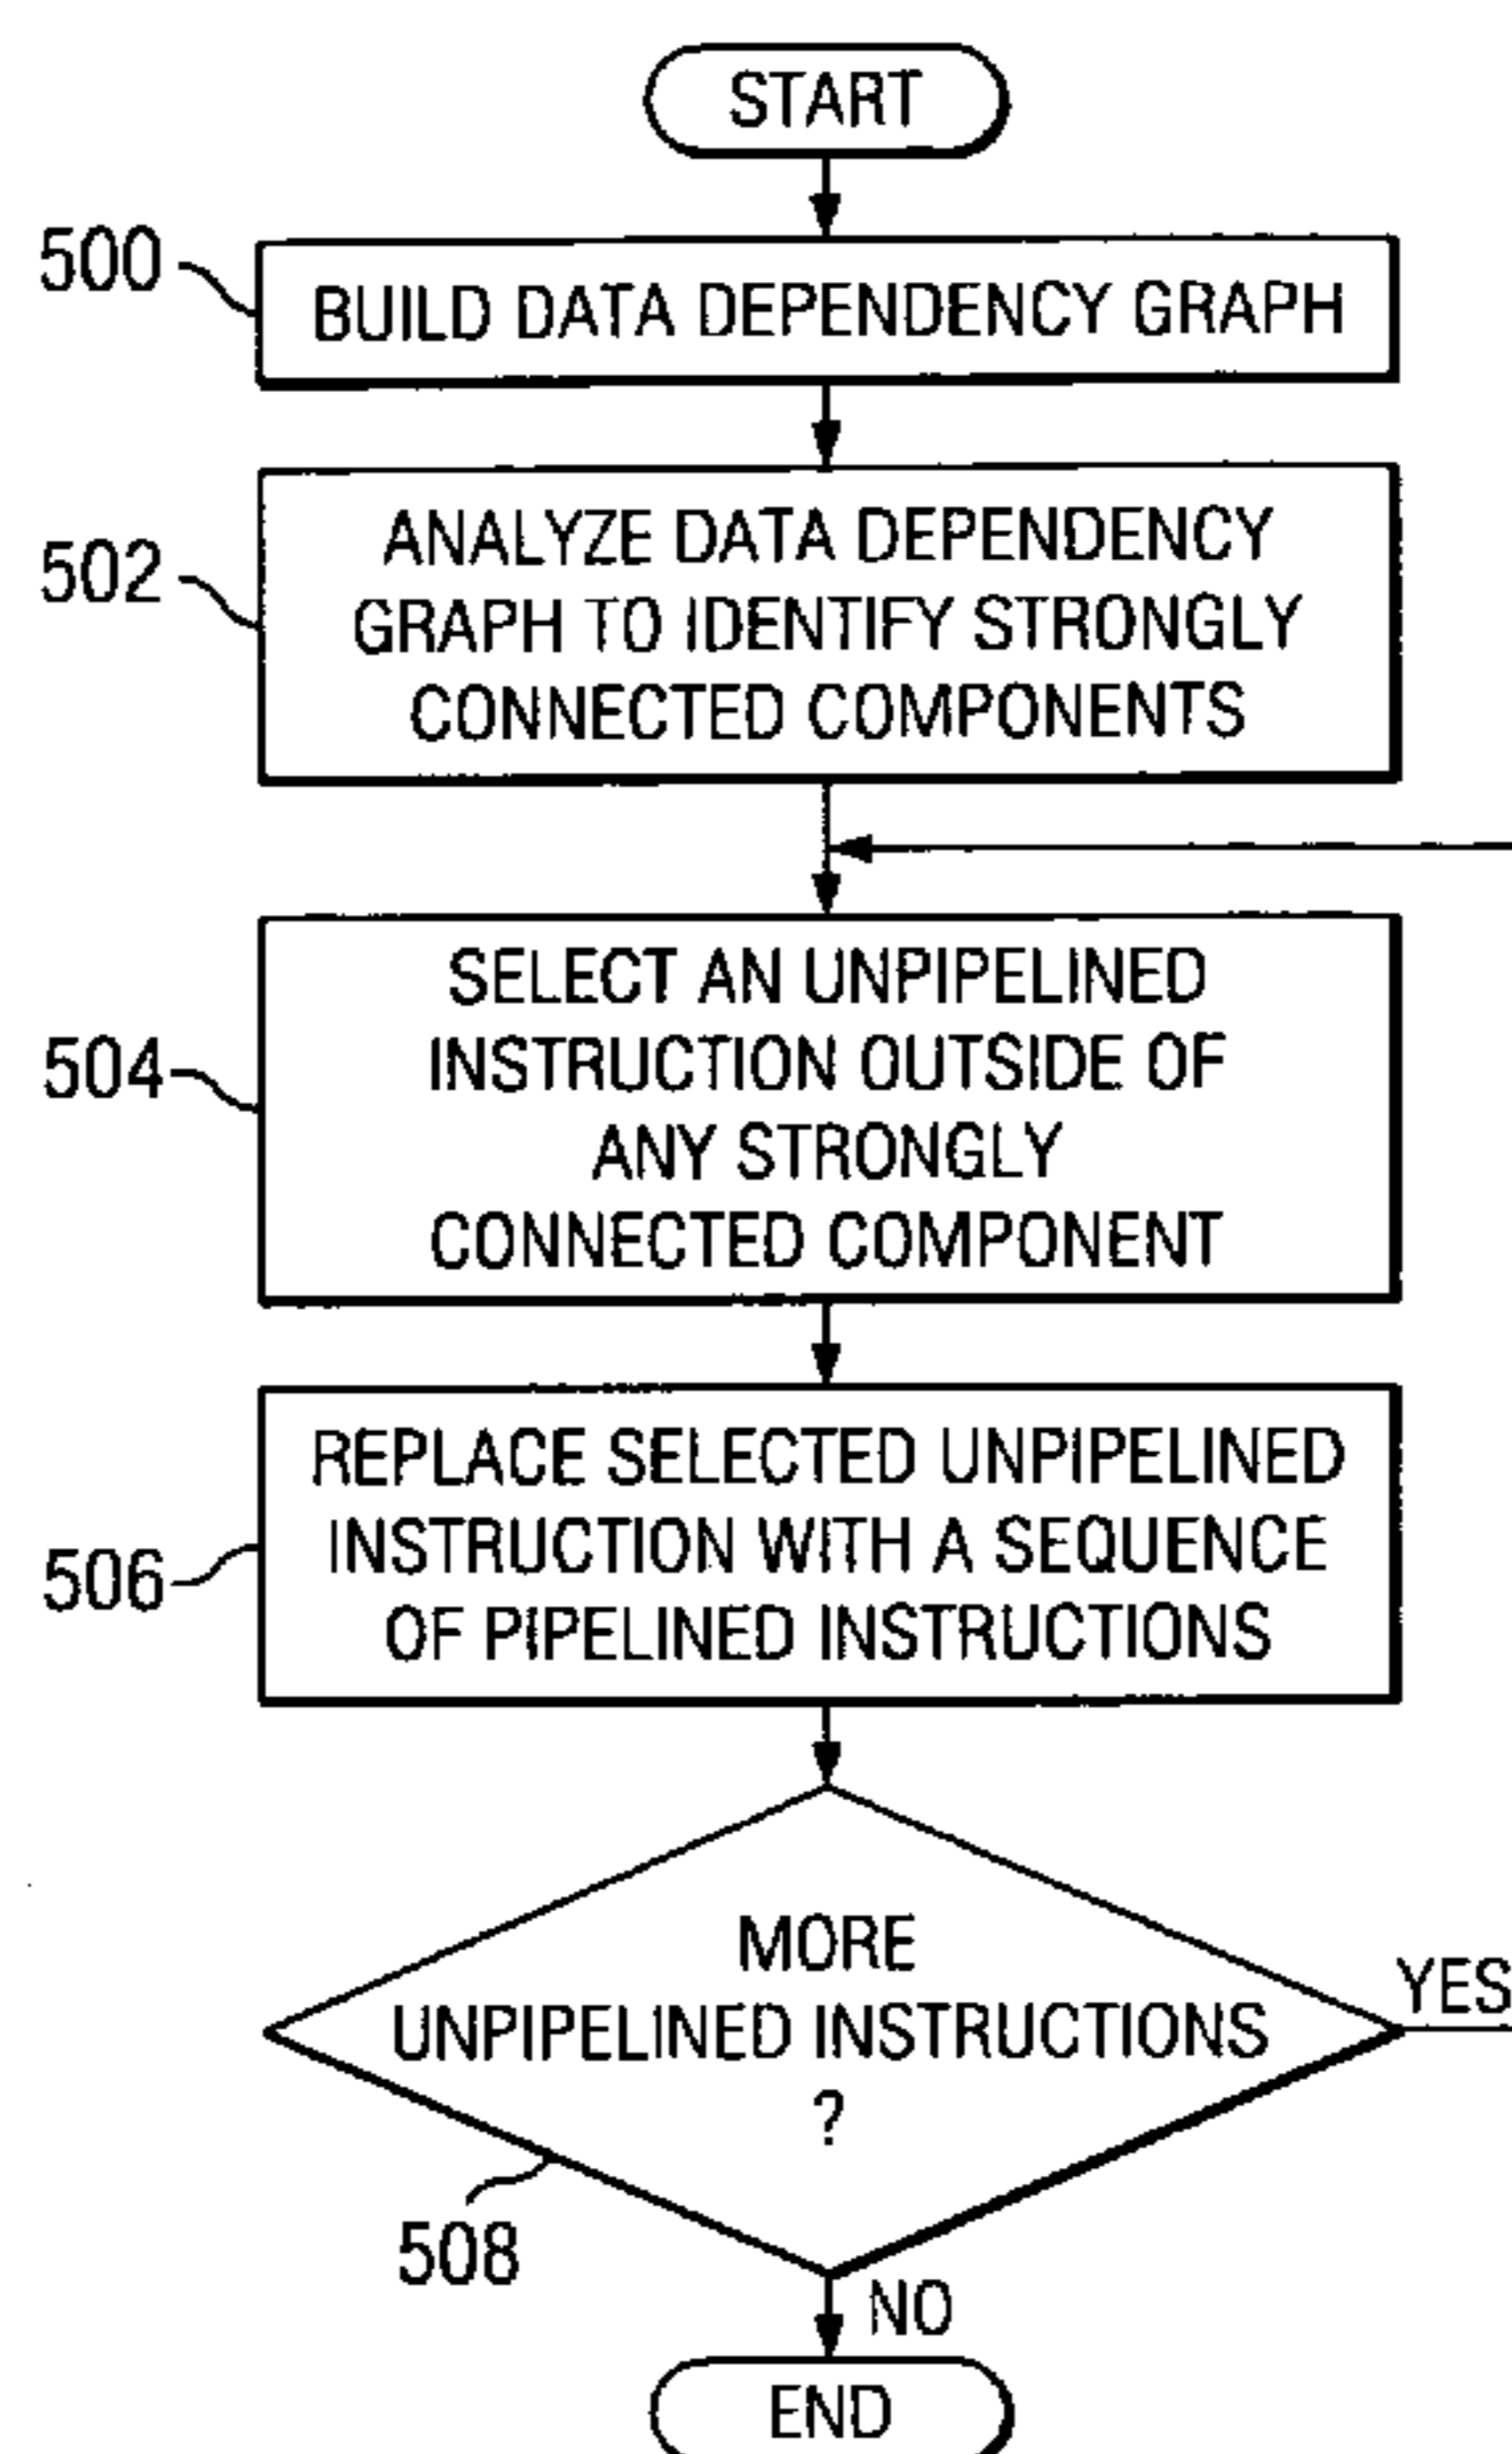 START
500
BUILD DATA DEPENDENCY GRAPH
502
ANALYZE DATA DEPENDENCY
GRAPH TO IDENTIFY STRONGLY
CONNECTED COMPONENTS
504
SELECT AN UNPIPELINED
INSTRUCTION OUTSIDE OF
ANY STRONGLY
CONNECTED COMPONENT
506
REPLACE SELECTED UNPIPELINED
INSTRUCTION WITH A SEQUENCE
OF PIPELINED INSTRUCTIONS
MORE
UNPIPELINED INSTRUCTIONS
?
YES
508
NO
END